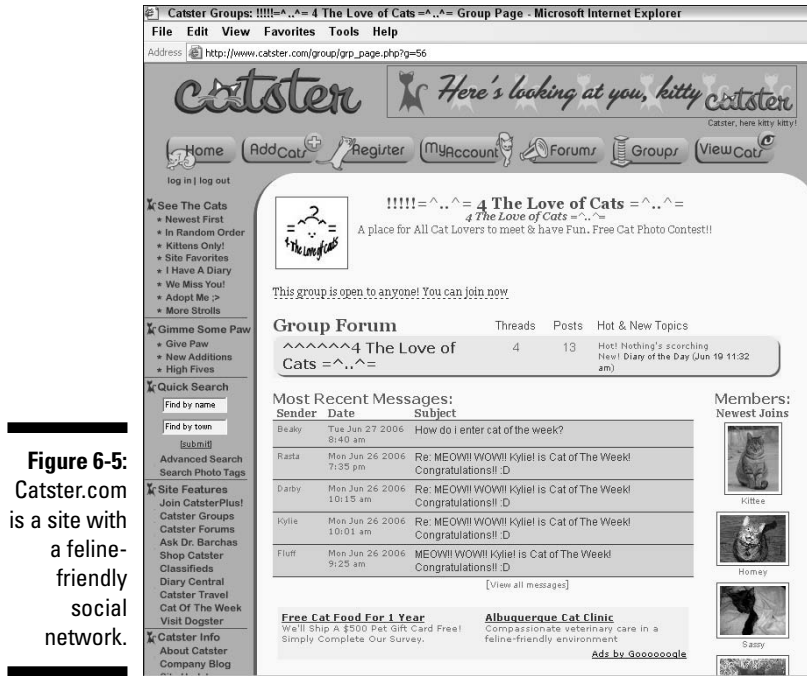 Catster Groups: !!!!!=^..^= 4 The Love of Cats =^..^= Group Page - Microsoft Internet Explorer
File Edit View Favorites Tools Help
Address http://www.catster.com/group/grp_page.php?g=56
catster
Here's looking at you, kitty catster
Catster, here kitty kitty!
Home
Add Cats
Register
My Account
Forums
Groups
View Cats
log in | log out
See The Cats
Newest First
In Random Order
Kittens Only!
Site Favorites
I Have A Diary
We Miss You!
Adopt Me ;>
More Strolls
Gimme Some Paw
Give Paw
New Additions
High Fives
Quick Search
Find by name
Find by town
[submit]
Advanced Search
Search Photo Tags
Site Features
Join CatsterPlus!
Catster Groups
Catster Forums
Ask Dr. Barchas
Shop Catster
Classifieds
Diary Central
Catster Travel
Cat Of The Week
Visit Dogster
Catster Info
About Catster
Company Blog
4 The Love of Cats
!!!!!=^..^= 4 The Love of Cats =^..^=
4 The Love of Cats =^..^=
A place for All Cat Lovers to meet & have Fun. Free Cat Photo Contest!!
This group is open to anyone! You can join now
Group Forum Threads Posts Hot & New Topics
^^^^^^4 The Love of
Cats =^..^=
4 13
Hot! Nothing's scorching
New! Diary of the Day (Jun 19 11:32
am)
Most Recent Messages:
Sender Date Subject
Beaky Tue Jun 27 2006 How do i enter cat of the week?
8:40 am
Rasta Mon Jun 26 2006 Re: MEOW!! WOW!! Kylie! is Cat of The Week!
7:35 pm Congratulations!! :D
Darby Mon Jun 26 2006 Re: MEOW!! WOW!! Kylie! is Cat of The Week!
10:15 am Congratulations!! :D
Kylie Mon Jun 26 2006 Re: MEOW!! WOW!! Kylie! is Cat of The Week!
10:01 am Congratulations!! :D
Fluff Mon Jun 26 2006 MEOW!! WOW!! Kylie! is Cat of The Week!
9:25 am Congratulations!! :D
[View all messages]
Members:
Newest Joins
Kittee
Homey
Sassy
Free Cat Food For 1 Year
We'll Ship A $500 Pet Gift Card Free!
Simply Complete Our Survey.
Albuquerque Cat Clinic
Compassionate veterinary care in a
feline-friendly environment
Ads by Goooooogle
Figure 6-5:
Catster.com
is a site with
a feline-
friendly
social
network.